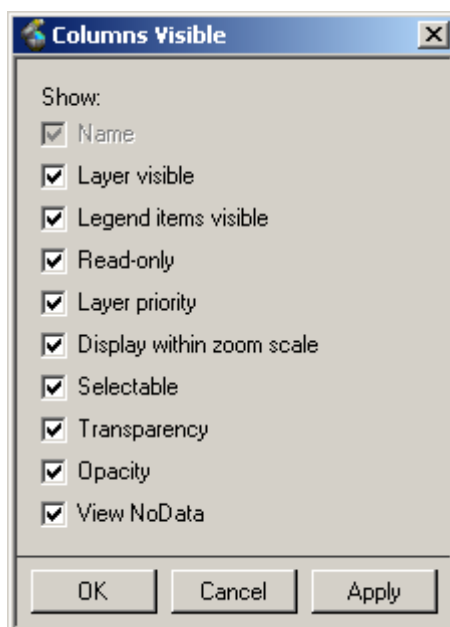 Columns Visible
Show:
Name
Layer visible
Legend items visible
Read-only
Layer priority
Display within zoom scale
Selectable
Transparency
Opacity
View NoData
OK Cancel Apply